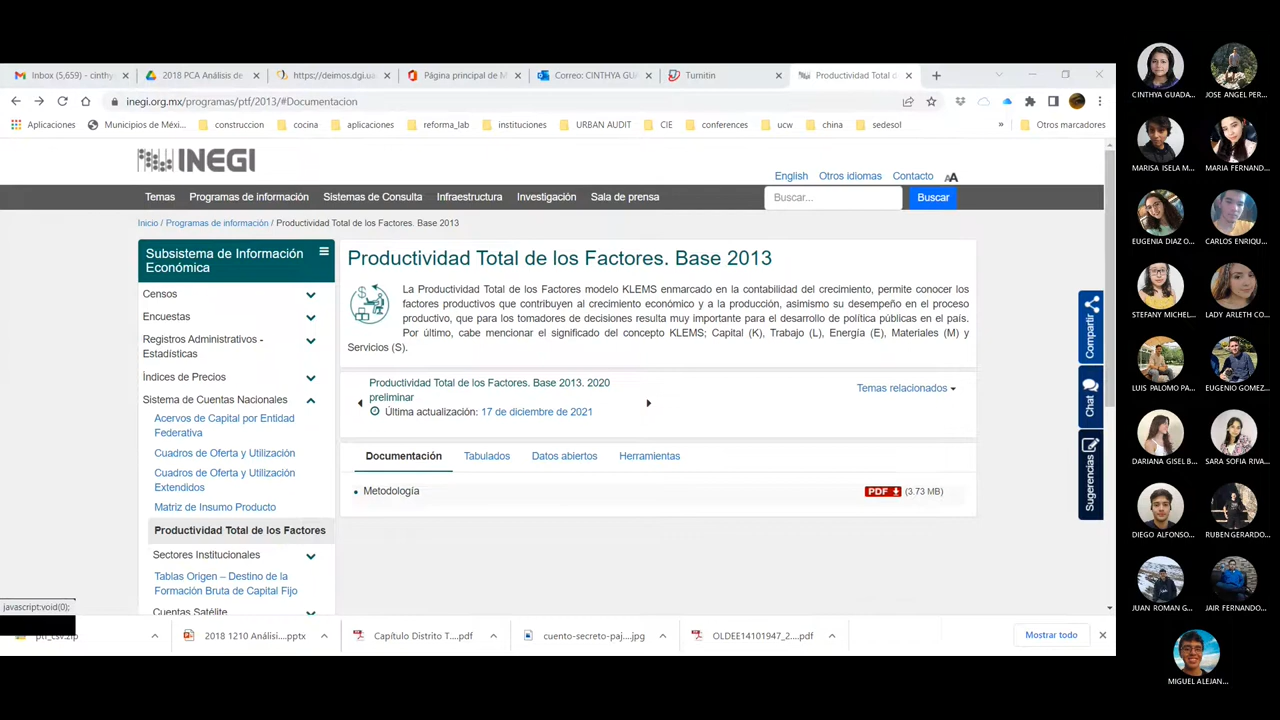 Inbox (5,659) - cinthy
2018 PCA Análisis de
https://deimos.dgi.ua
Página principal de M
Correo: CINTHYA GUA
Turnitin
Productividad Total d
inegi.org.mx/programas/ptf/2013/#Documentacion
Aplicaciones
Municipios de Méxi...
construccion
cocina
aplicaciones
reforma_lab
instituciones
URBAN AUDIT
CIE
conferences
ucw
china
sedesol
»
Otros marcadores
INEGI
English
Otros idiomas
Contacto
AA
Temas
Programas de información
Sistemas de Consulta
Infraestructura
Investigación
Sala de prensa
Buscar...
Buscar
Inicio / Programas de información / Productividad Total de los Factores. Base 2013
Subsistema de Información
Económica
Censos
Encuestas
Registros Administrativos -
Estadísticas
Índices de Precios
Sistema de Cuentas Nacionales
Acervos de Capital por Entidad
Federativa
Cuadros de Oferta y Utilización
Cuadros de Oferta y Utilización
Extendidos
Matriz de Insumo Producto
Productividad Total de los Factores
Sectores Institucionales
Tablas Origen – Destino de la
Formación Bruta de Capital Fijo
Cuentas Satélite
Productividad Total de los Factores. Base 2013
La Productividad Total de los Factores modelo KLEMS enmarcado en la contabilidad del crecimiento, permite conocer los
factores productivos que contribuyen al crecimiento económico y a la producción, asimismo su desempeño en el proceso
productivo, que para los tomadores de decisiones resulta muy importante para el desarrollo de política públicas en el país.
Por último, cabe mencionar el significado del concepto KLEMS; Capital (K), Trabajo (L), Energía (E), Materiales (M) y
Servicios (S).
Productividad Total de los Factores. Base 2013. 2020
preliminar
Última actualización: 17 de diciembre de 2021
Temas relacionados
Documentación
Tabulados
Datos abiertos
Herramientas
Metodología
PDF
(3.73 MB)
Compartir
Chat
Sugerencias
javascript:void(0);
ptf_csv.zip
2018 1210 Análisi....pptx
Capítulo Distrito T....pdf
cuento-secreto-paj....jpg
OLDEE14101947_2....pdf
Mostrar todo
CINTHYA GUADA...
JOSE ANGEL PER...
MARISA ISELA M...
MARIA FERNAND...
EUGENIA DIAZ O...
CARLOS ENRIQU...
STEFANY MICHEL...
LADY ARLETH CO...
LUIS PALOMO PA...
EUGENIO GOMEZ...
DARIANA GISEL B...
SARA SOFIA RIVA...
DIEGO ALFONSO...
RUBEN GERARDO...
JUAN ROMAN G...
JAIR FERNANDO...
MIGUEL ALEJAN...